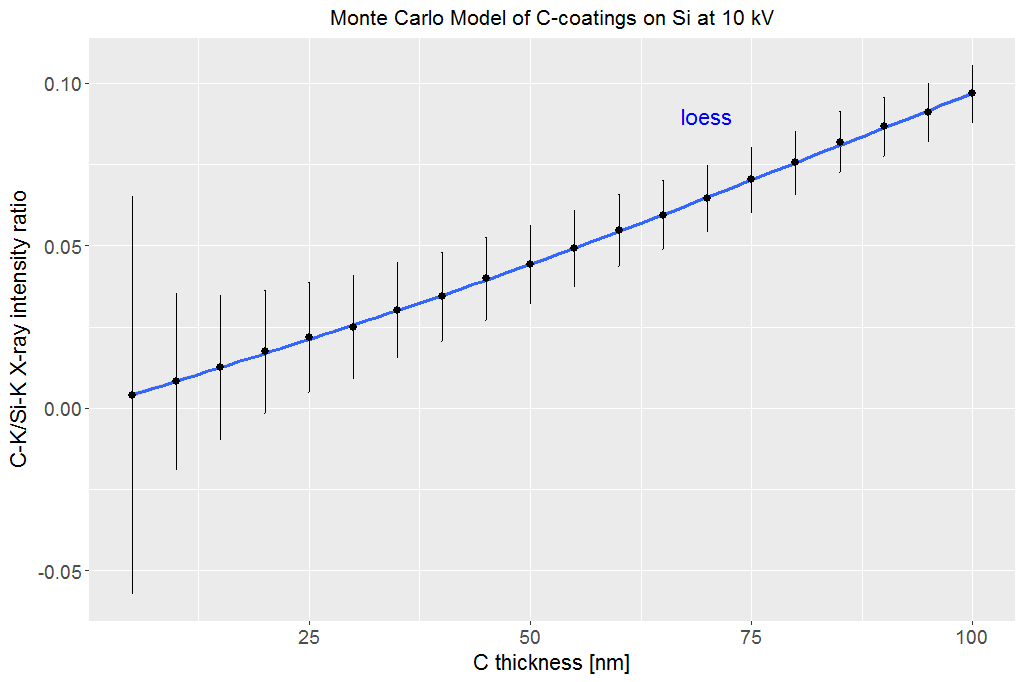 Monte Carlo Model of C-coatings on Si at 10 kV
C-K/Si-K X-ray intensity ratio
0.10
0.05
0.00
-0.05
loess
25 50 75 100
C thickness [nm]